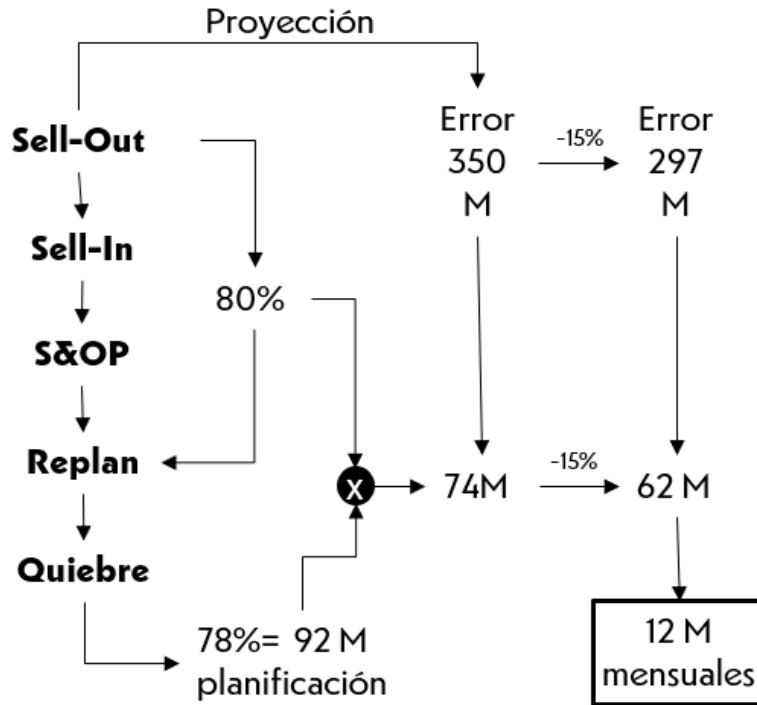 Proyección
Sell-Out
Sell-In
S&OP
Replan
Quiebre
80%
78%= 92 M
planificación
X
Error
350
M
-15%
Error
297
M
74M
-15%
62 M
12 M
mensuales